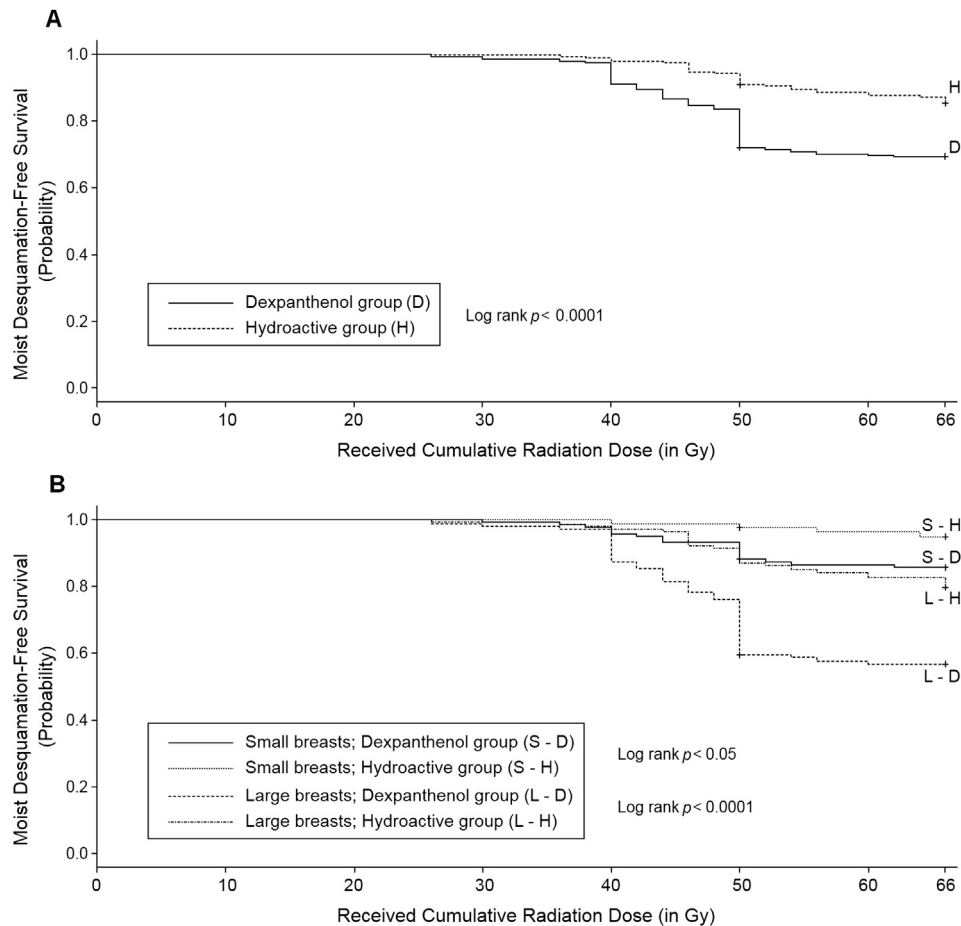 A
Moist Desquamation-Free Survival
(Probability)
1.0
0.8
0.6
0.4
0.2
0.0
H
D
Dexpanthenol group (D)
Hydroactive group (H)
Log rank p< 0.0001
0 10 20 30 40 50 60 66
Received Cumulative Radiation Dose (in Gy)
B
Moist Desquamation-Free Survival
(Probability)
1.0
0.8
0.6
0.4
0.2
0.0
S - H
S - D
L - H
L - D
Small breasts; Dexpanthenol group (S - D)
Small breasts; Hydroactive group (S - H)
Large breasts; Dexpanthenol group (L - D)
Large breasts; Hydroactive group (L - H)
Log rank p< 0.05
Log rank p< 0.0001
0 10 20 30 40 50 60 66
Received Cumulative Radiation Dose (in Gy)